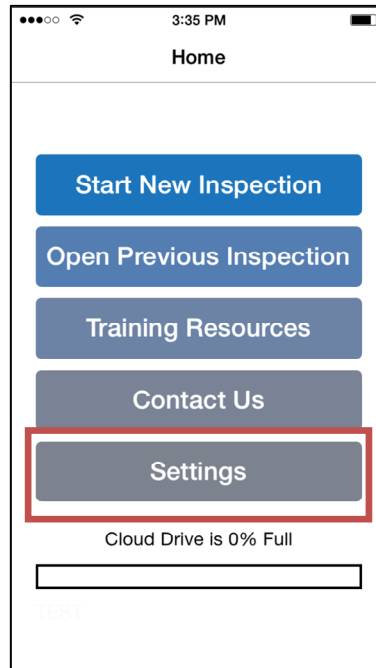 3:35 PM
Home
Start New Inspection
Open Previous Inspection
Training Resources
Contact Us
Settings
Cloud Drive is 0% Full
TEST